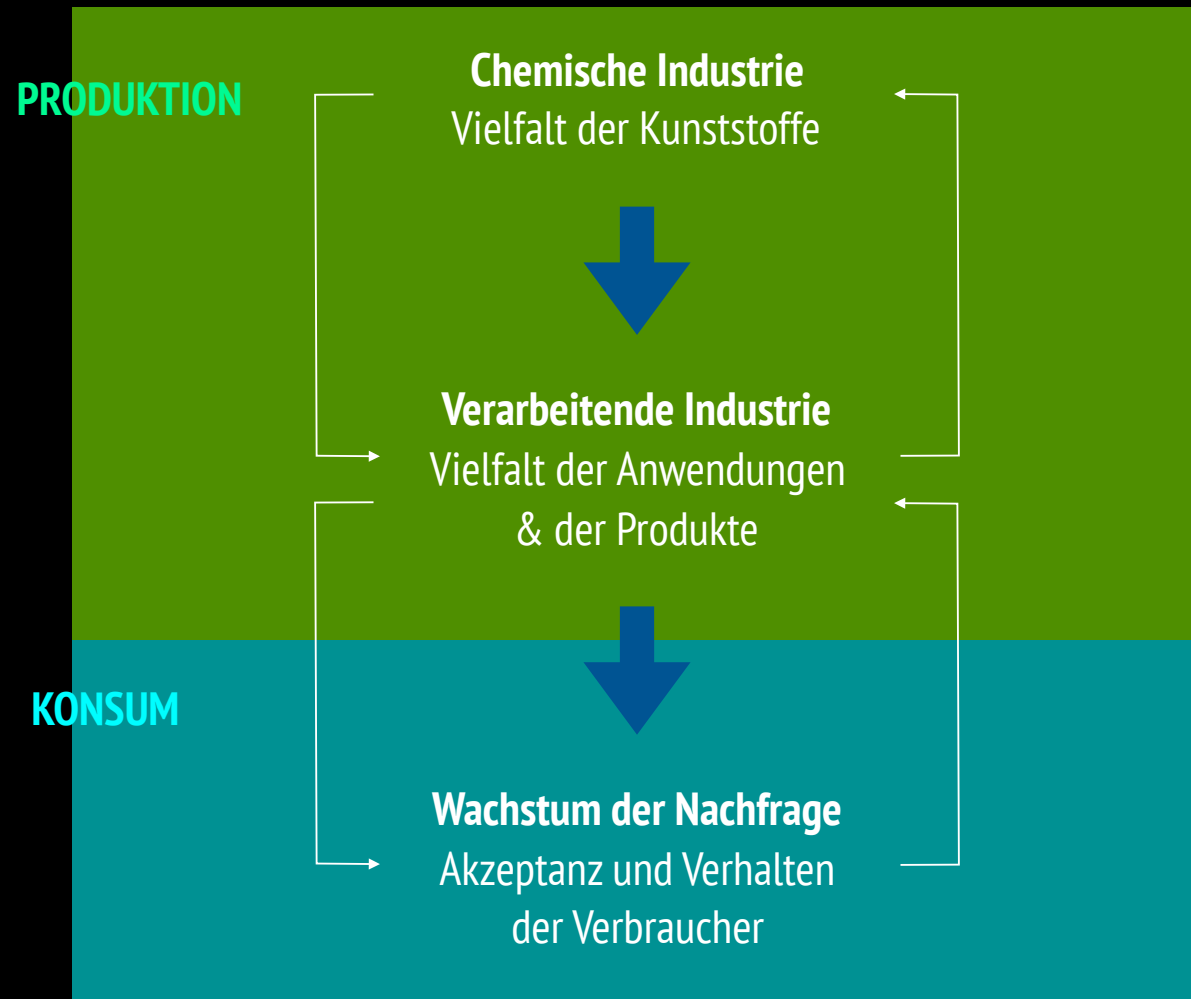 PRODUKTION
Chemische Industrie
Vielfalt der Kunststoffe
Verarbeitende Industrie
Vielfalt der Anwendungen
& der Produkte
KONSUM
Wachstum der Nachfrage
Akzeptanz und Verhalten
der Verbraucher